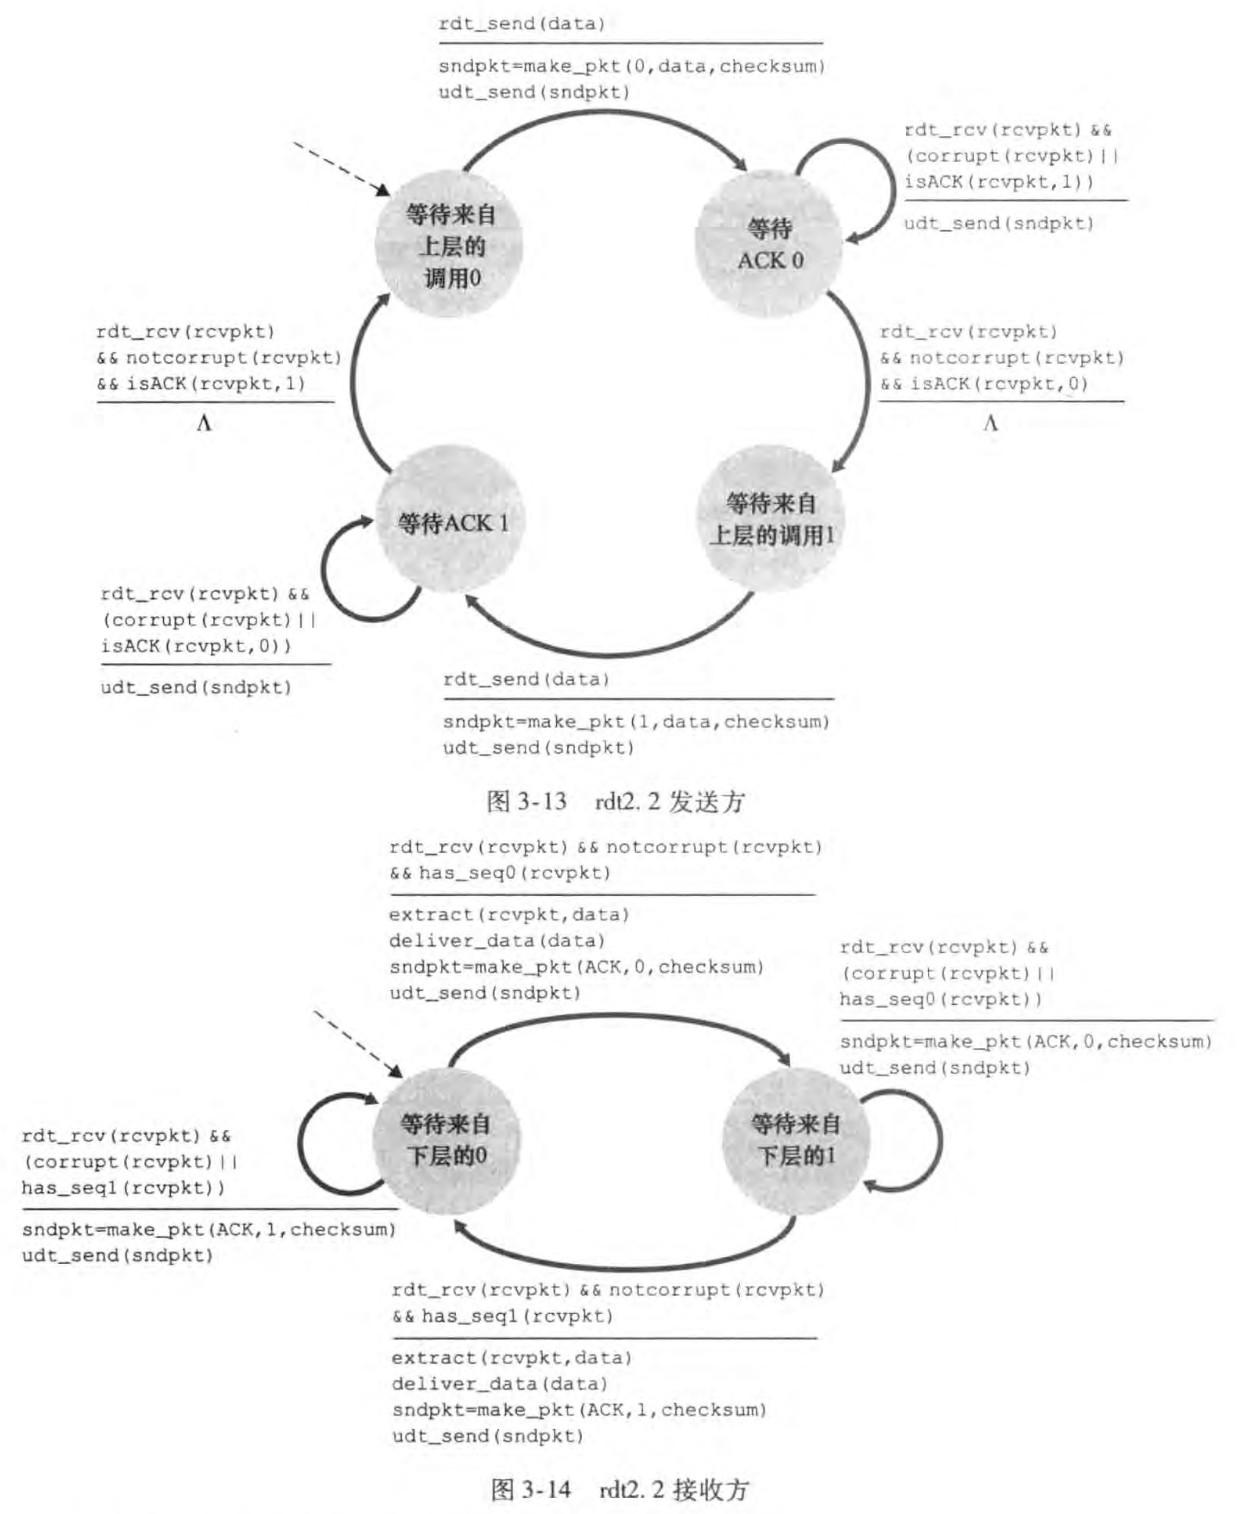 rdt_send(data)
sndpkt=make_pkt(0,data,checksum)
udt_send(sndpkt)
rdt_rcv(rcvpkt) &&
(corrupt(rcvpkt)||
isACK(rcvpkt,1))
udt_send(sndpkt)
等待来自
上层的
调用0
等待
ACK 0
rdt_rcv(rcvpkt)
&& notcorrupt(rcvpkt)
&& isACK(rcvpkt,1)
Λ
rdt_rcv(rcvpkt)
&& notcorrupt(rcvpkt)
&& isACK(rcvpkt,0)
Λ
等待ACK 1
等待来自
上层的调用1
rdt_rcv(rcvpkt) &&
(corrupt(rcvpkt)||
isACK(rcvpkt,0))
udt_send(sndpkt)
rdt_send(data)
sndpkt=make_pkt(1,data,checksum)
udt_send(sndpkt)
图 3-13 rdt2. 2 发送方
rdt_rcv(rcvpkt) && notcorrupt(rcvpkt)
&& has_seq0(rcvpkt)
extract(rcvpkt,data)
deliver_data(data)
sndpkt=make_pkt(ACK,0,checksum)
udt_send(sndpkt)
rdt_rcv(rcvpkt) &&
(corrupt(rcvpkt)||
has_seq0(rcvpkt))
sndpkt=make_pkt(ACK,0,checksum)
udt_send(sndpkt)
等待来自
下层的0
等待来自
下层的1
rdt_rcv(rcvpkt) &&
(corrupt(rcvpkt)||
has_seq1(rcvpkt))
sndpkt=make_pkt(ACK,1,checksum)
udt_send(sndpkt)
rdt_rcv(rcvpkt) && notcorrupt(rcvpkt)
&& has_seq1(rcvpkt)
extract(rcvpkt,data)
deliver_data(data)
sndpkt=make_pkt(ACK,1,checksum)
udt_send(sndpkt)
图 3-14 rdt2. 2 接收方